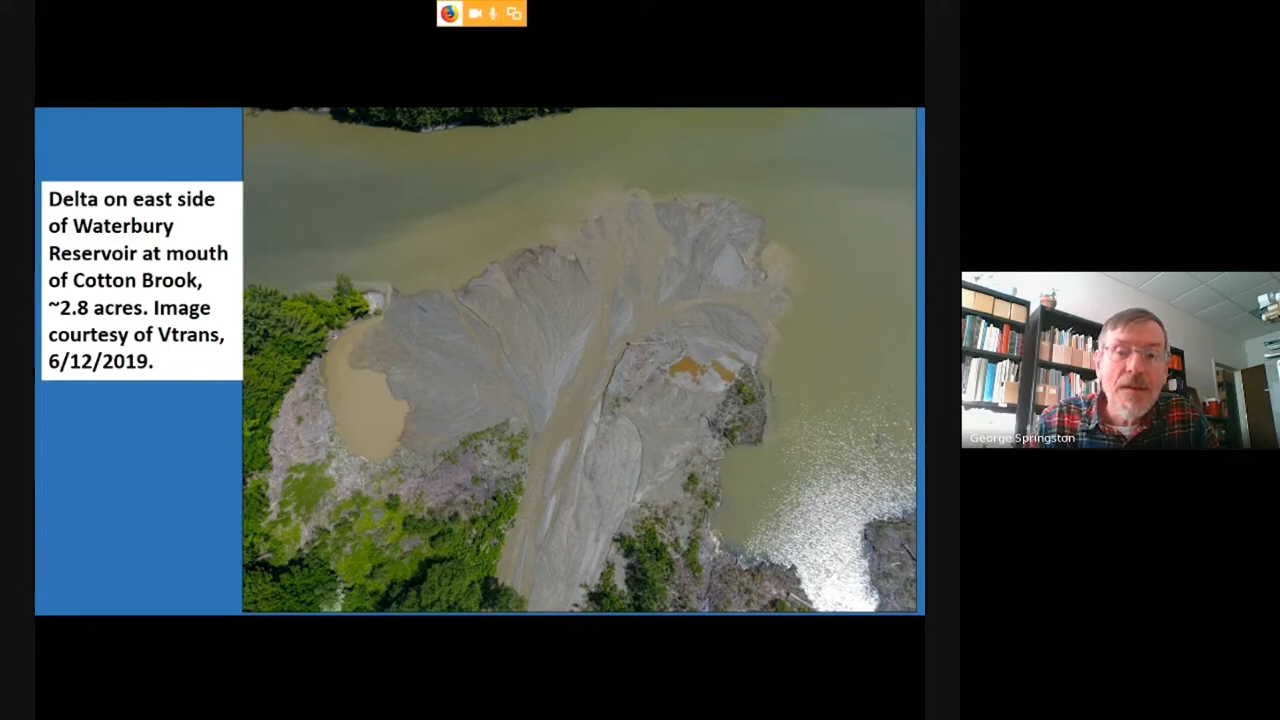 Delta on east side
of Waterbury
Reservoir at mouth
of Cotton Brook,
~2.8 acres. Image
courtesy of Vtrans,
6/12/2019.
George Springston